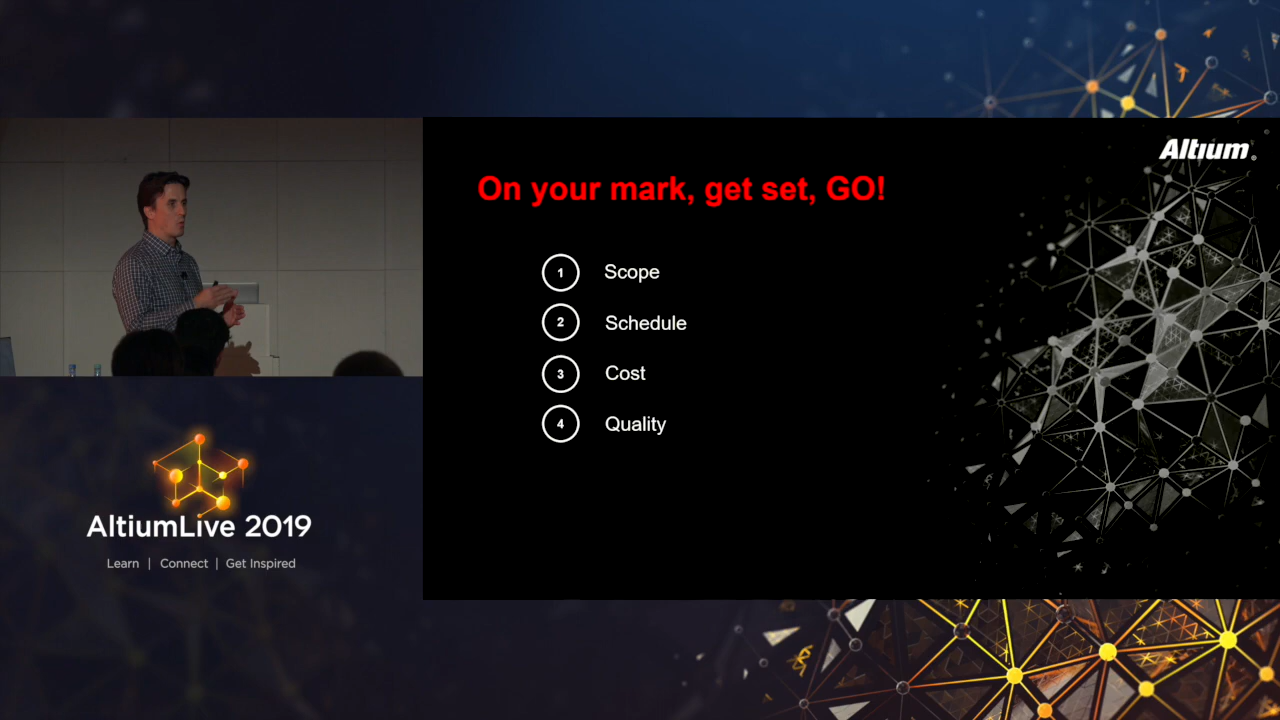 Altium®
On your mark, get set, GO!
1 Scope
2 Schedule
3 Cost
4 Quality
AltiumLive 2019
Learn | Connect | Get Inspired